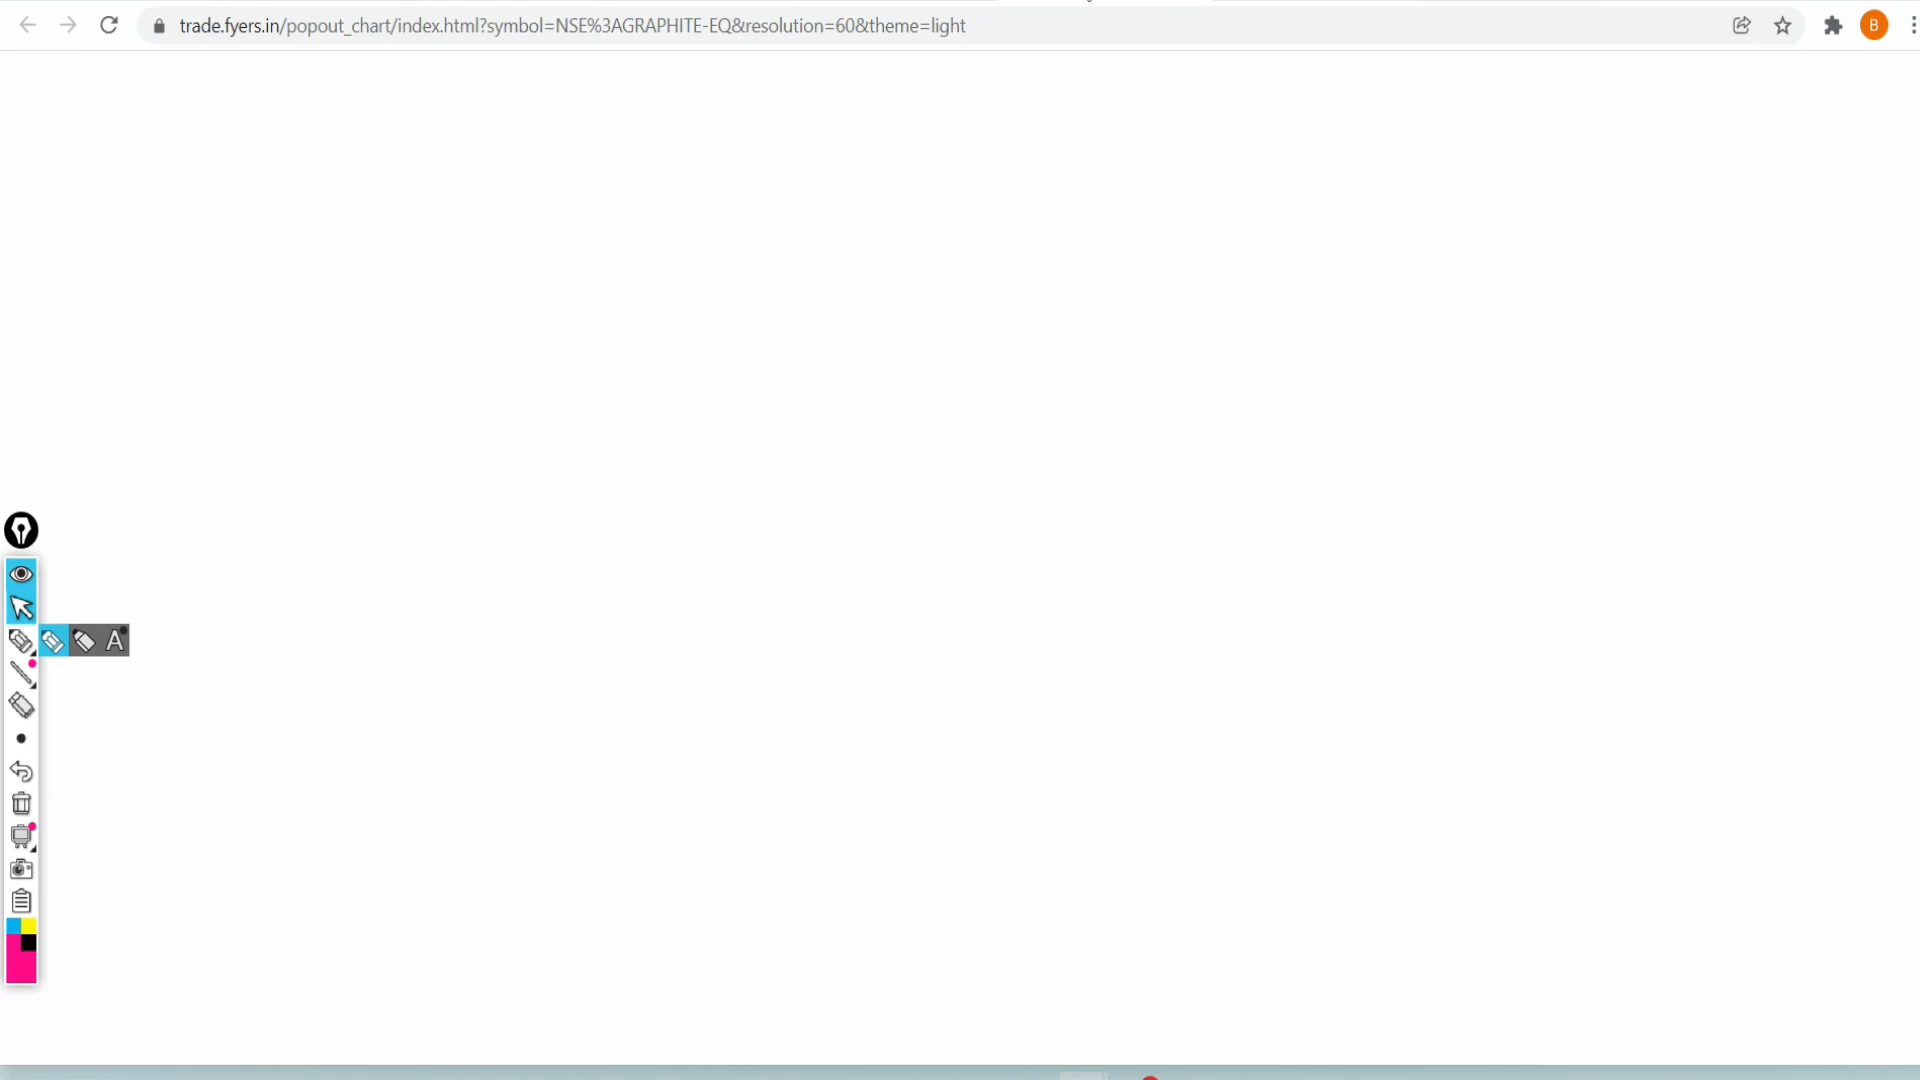 trade.fyers.in/popout_chart/index.html?symbol=NSE%3AGRAPHITE-EQ&resolution=60&theme=light
B
A